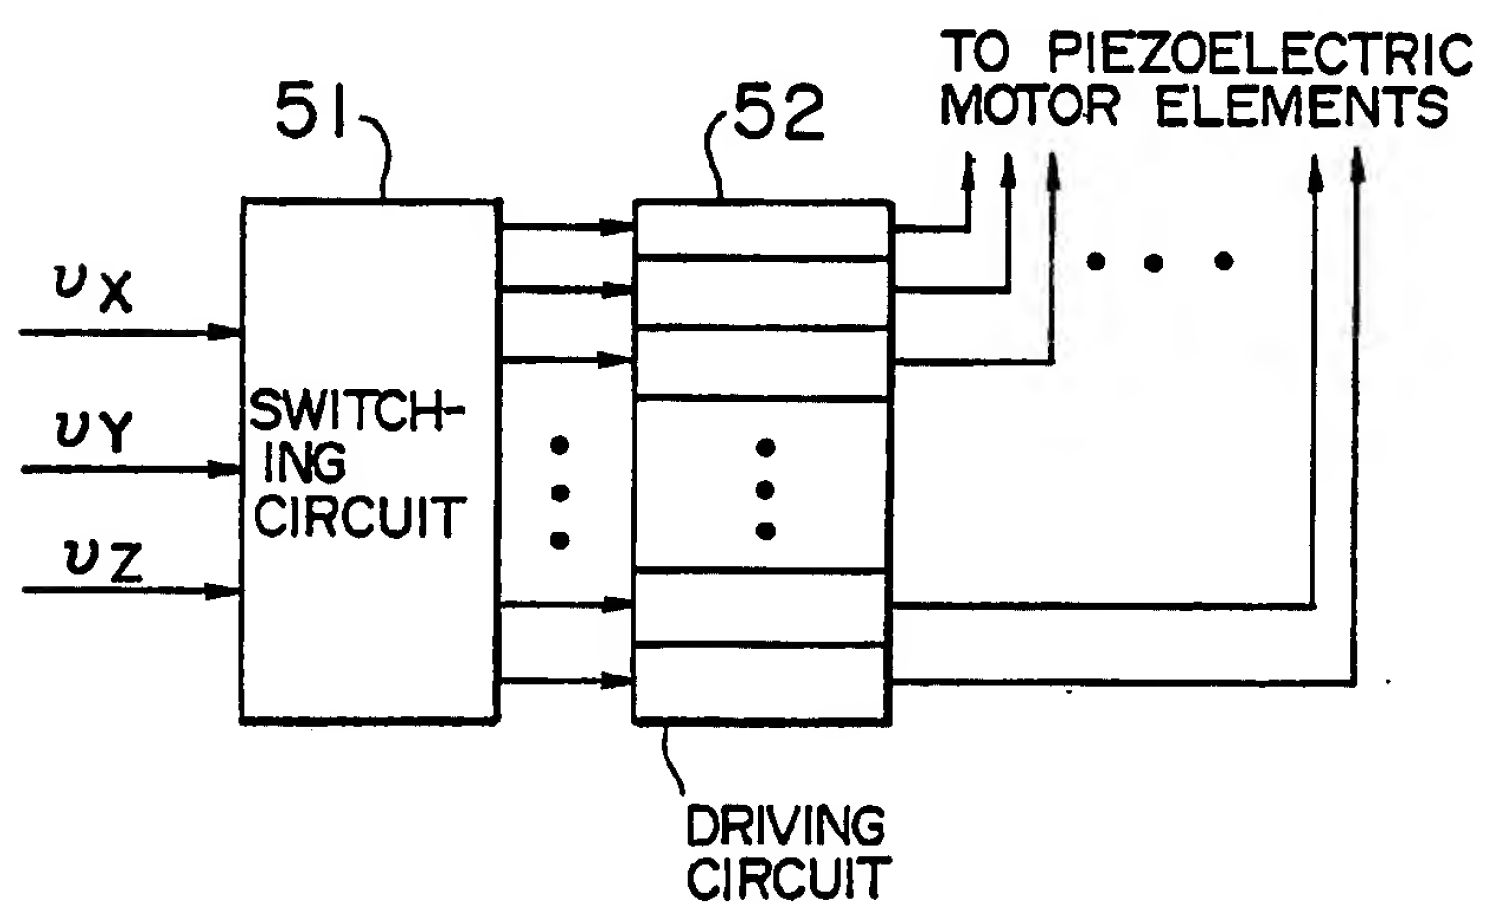 TO PIEZOELECTRIC
MOTOR ELEMENTS
51
52
υX
υY
υZ
SWITCH-
ING
CIRCUIT
DRIVING
CIRCUIT